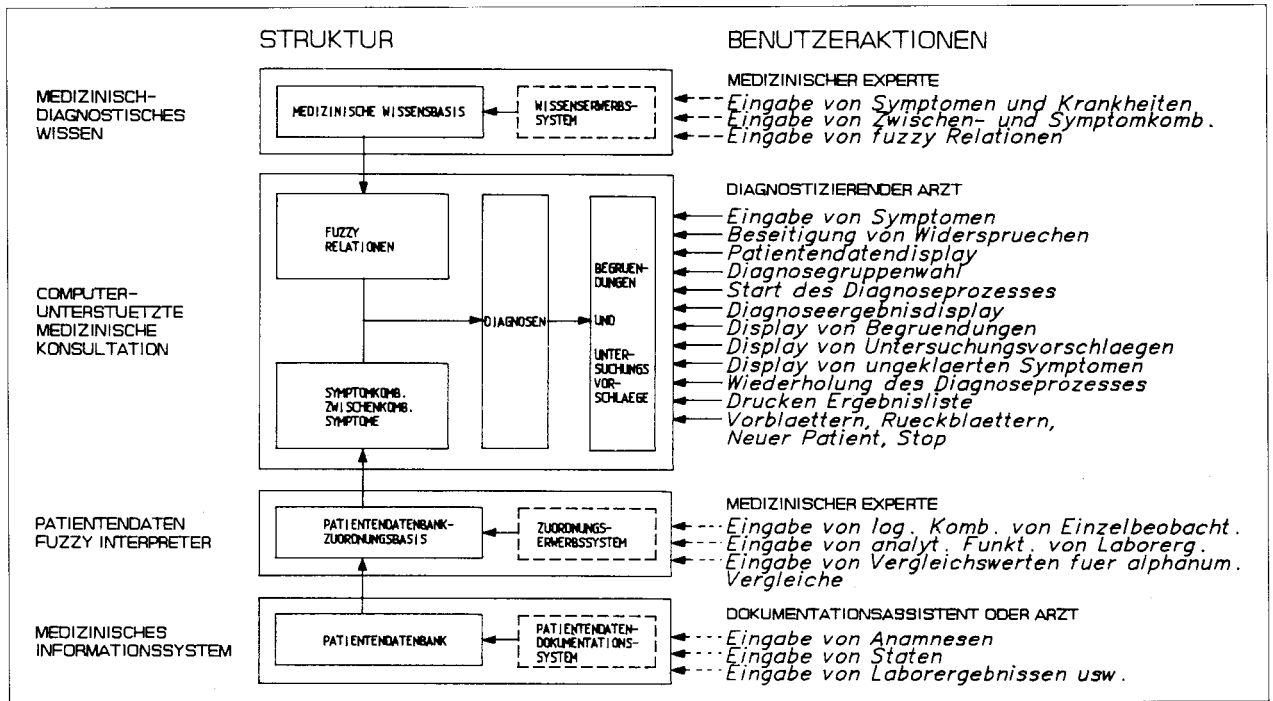 STRUKTUR
BENUTZERAKTIONEN
MEDIZINISCH-
DIAGNOSTISCHES
WISSEN
MEDIZINISCHE WISSENSBASIS
WISSENSERWERBS-
SYSTEM
MEDIZINISCHER EXPERTE
Eingabe von Symptomen und Krankheiten
Eingabe von Zwischen- und Symptomkomb.
Eingabe von fuzzy Relationen
COMPUTER-
UNTERSTUETZTE
MEDIZINISCHE
KONSULTATION
FUZZY
RELATIONEN
SYMPTOMKOMB.
ZWISCHENKOMB.
SYMPTOME
DIAGNOSEN
BEGRUEN-
DUNGEN
UND
UNTER-
SUCHUNGS
VOR-
SCHLAEGE
DIAGNOSTIZIERENDER ARZT
Eingabe von Symptomen
Beseitigung von Widerspruechen
Patientendatendisplay
Diagnosegruppenwahl
Start des Diagnoseprozesses
Diagnoseergebnisdisplay
Display von Begruendungen
Display von Untersuchungsvorschlaegen
Display von ungeklaerten Symptomen
Wiederholung des Diagnoseprozesses
Drucken Ergebnisliste
Vorblaettern, Rueckblaettern,
Neuer Patient, Stop
PATIENTENDATEN
FUZZY INTERPRETER
PATIENTENDATENBANK-
ZUORDNUNGSBASIS
ZUORDNUNGS-
ERWERBSSYSTEM
MEDIZINISCHER EXPERTE
Eingabe von log. Komb. von Einzelbeobacht.
Eingabe von analyt. Funkt. von Laborerg.
Eingabe von Vergleichswerten fuer alphanum.
Vergleiche
MEDIZINISCHES
INFORMATIONSSYSTEM
PATIENTENDATENBANK
PATIENTENDATEN-
DOKUMENTATIONS-
SYSTEM
DOKUMENTATIONSASSISTENT ODER ARZT
Eingabe von Anamnesen
Eingabe von Staten
Eingabe von Laborergebnissen usw.